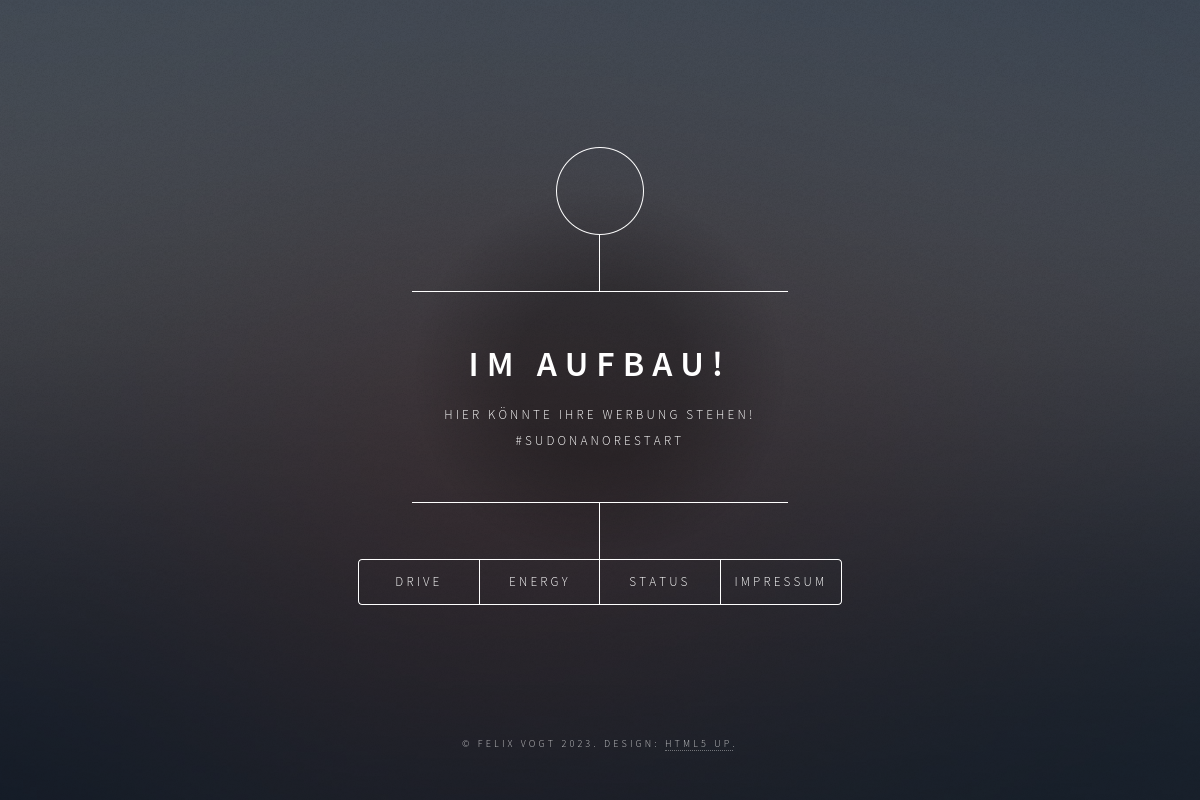 IM AUFBAU!
HIER KÖNNTE IHRE WERBUNG STEHEN!
#SUDONANORESTART
DRIVE ENERGY STATUS IMPRESSUM
© FELIX VOGT 2023. DESIGN: HTML5 UP.